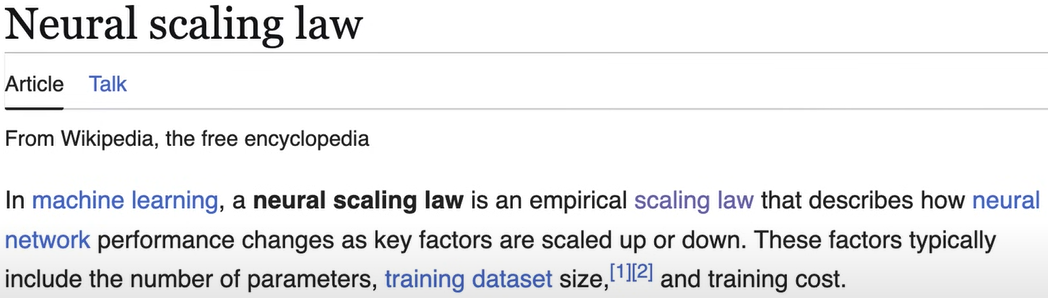 Neural scaling law
Article Talk
From Wikipedia, the free encyclopedia
In machine learning, a neural scaling law is an empirical scaling law that describes how neural
network performance changes as key factors are scaled up or down. These factors typically
include the number of parameters, training dataset size,[1][2] and training cost.